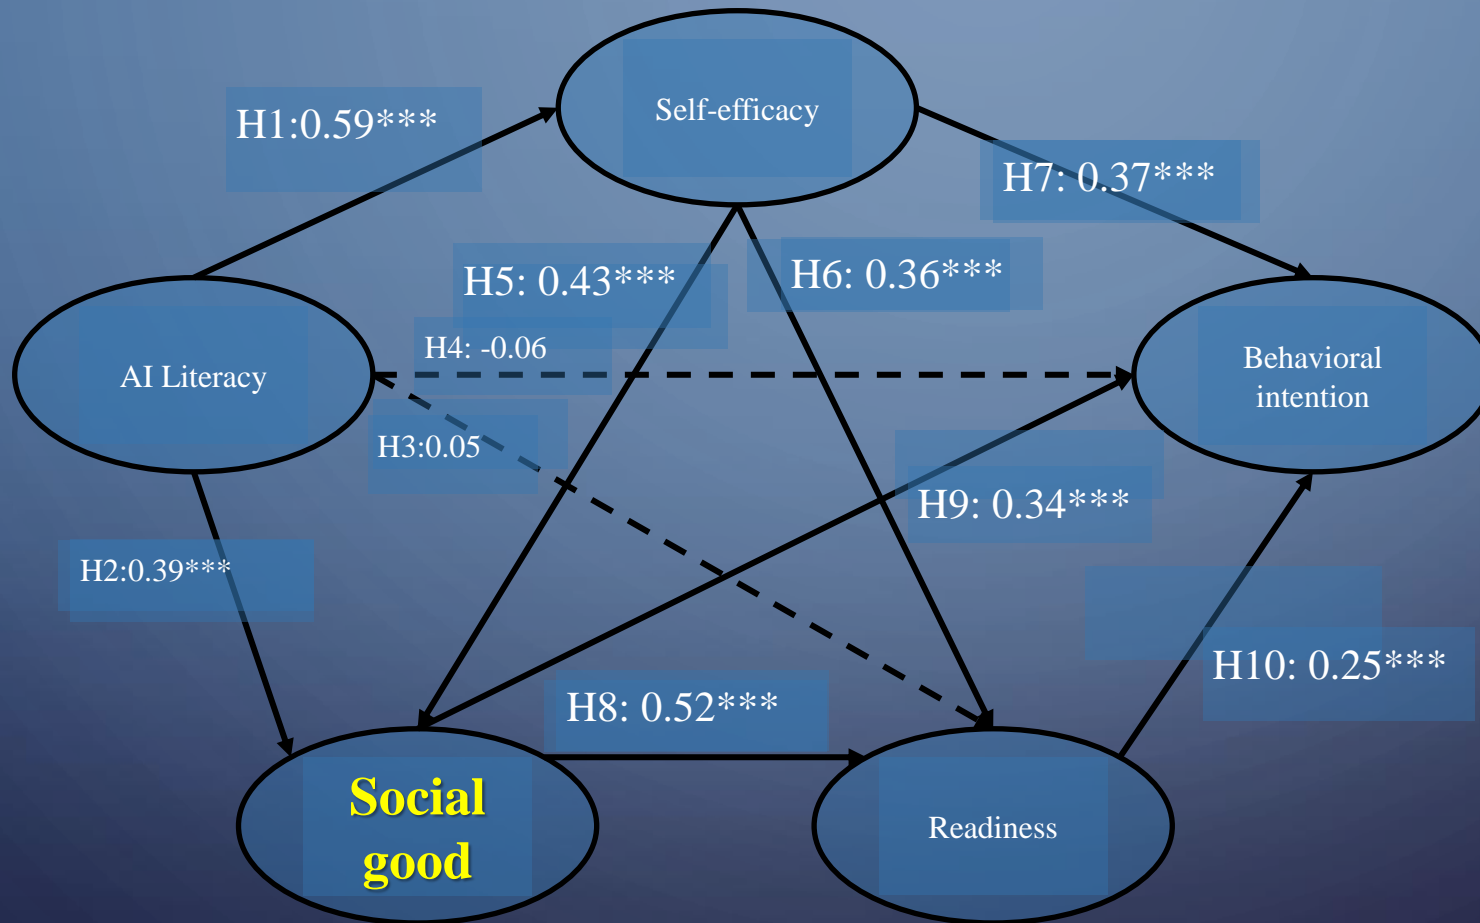 H1:0.59***
Self-efficacy
H7: 0.37***
H5: 0.43***
H6: 0.36***
H4: -0.06
AI Literacy
Behavioral
intention
H3:0.05
H9: 0.34***
H2:0.39***
H8: 0.52***
H10: 0.25***
Social
good
Readiness